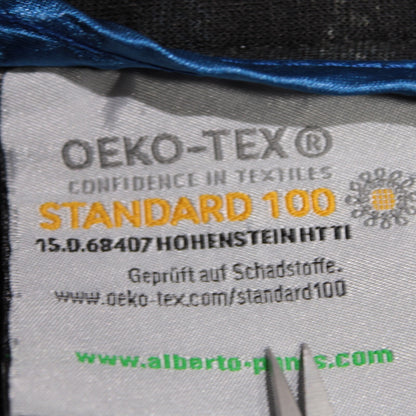 OEKO-TEX®
CONFIDENCE IN TEXTILES
STANDARD 100
15.0.68407 HOHENSTEIN HTTI
Geprüft auf Schadstoffe.
www.oeko-tex.com/standard100